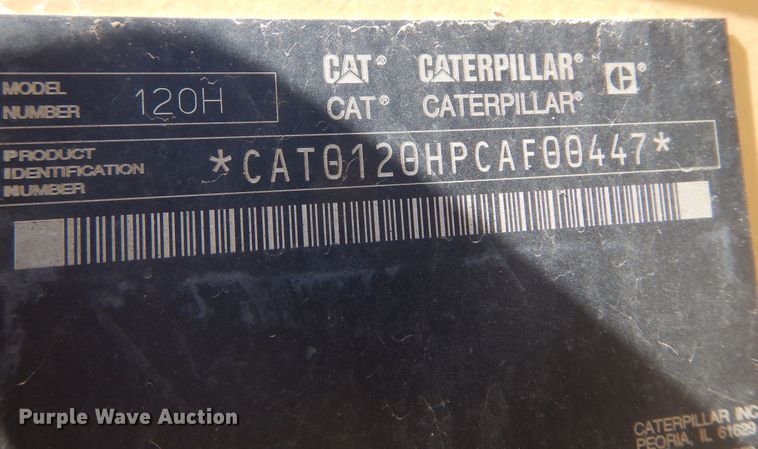 CAT® CATERPILLAR® ®
CAT® CATERPILLAR®
MODEL
NUMBER 120H
PRODUCT
IDENTIFICATION
NUMBER
*CAT0120HPCAF00447*
CATERPILLAR INC
PEORIA, IL 61629
Purple Wave Auction